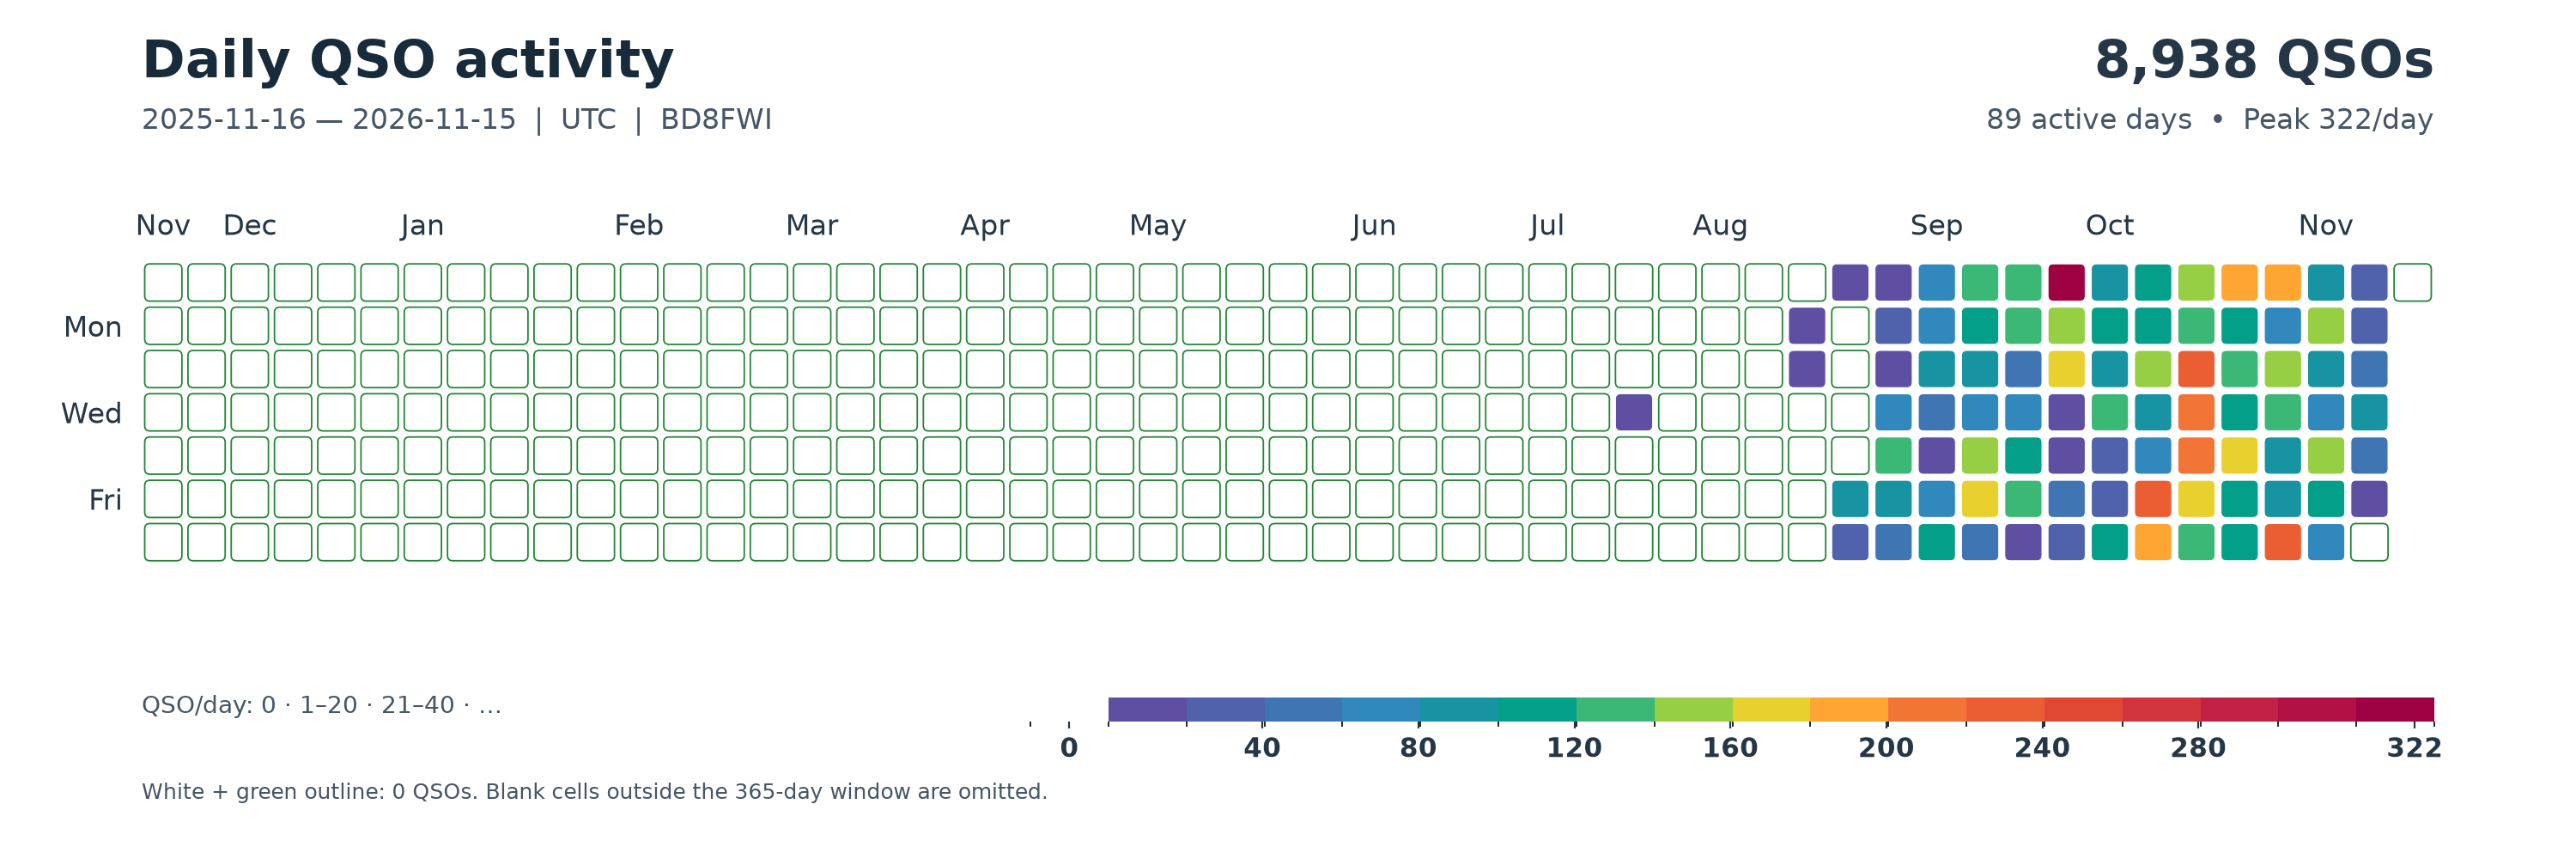 Daily QSO activity
8,938 QSOs
2025-11-16 — 2026-11-15 | UTC | BD8FWI
89 active days • Peak 322/day
Nov Dec Jan Feb Mar Apr May Jun Jul Aug Sep Oct Nov
Mon
Wed
Fri
QSO/day: 0 · 1–20 · 21–40 · …
0 40 80 120 160 200 240 280 322
White + green outline: 0 QSOs. Blank cells outside the 365-day window are omitted.